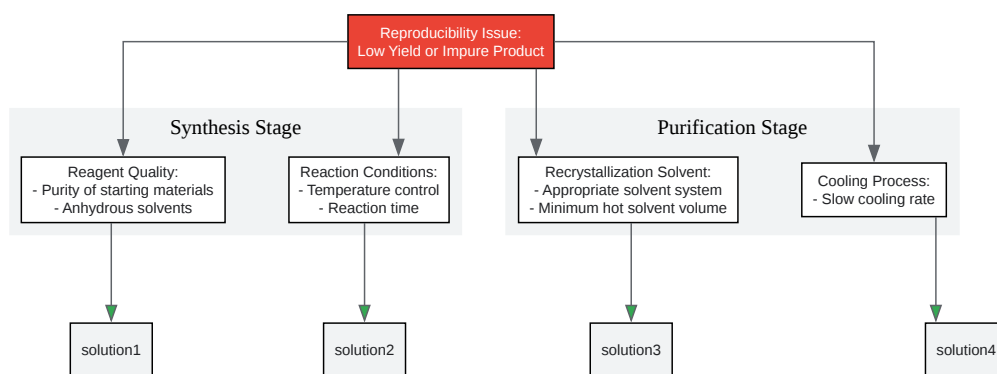 Reproducibility Issue:
Low Yield or Impure Product
Synthesis Stage
Purification Stage
Reagent Quality:
- Purity of starting materials
- Anhydrous solvents
Reaction Conditions:
- Temperature control
- Reaction time
Recrystallization Solvent:
- Appropriate solvent system
- Minimum hot solvent volume
Cooling Process:
- Slow cooling rate
solution1
solution2
solution3
solution4